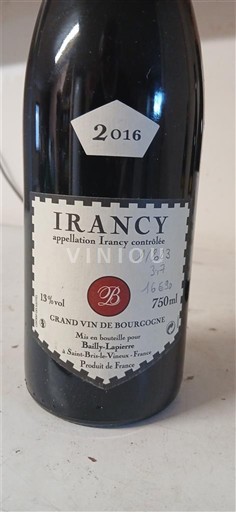 2016
IRANCY
appellation Irancy contrôlée
VINIOU
13%vol
B
750ml
GRAND VIN DE BOURGOGNE
Mis en bouteille pour
Bailly-Lapierre
à Saint-Bris-le-Vineux - France
Produit de France